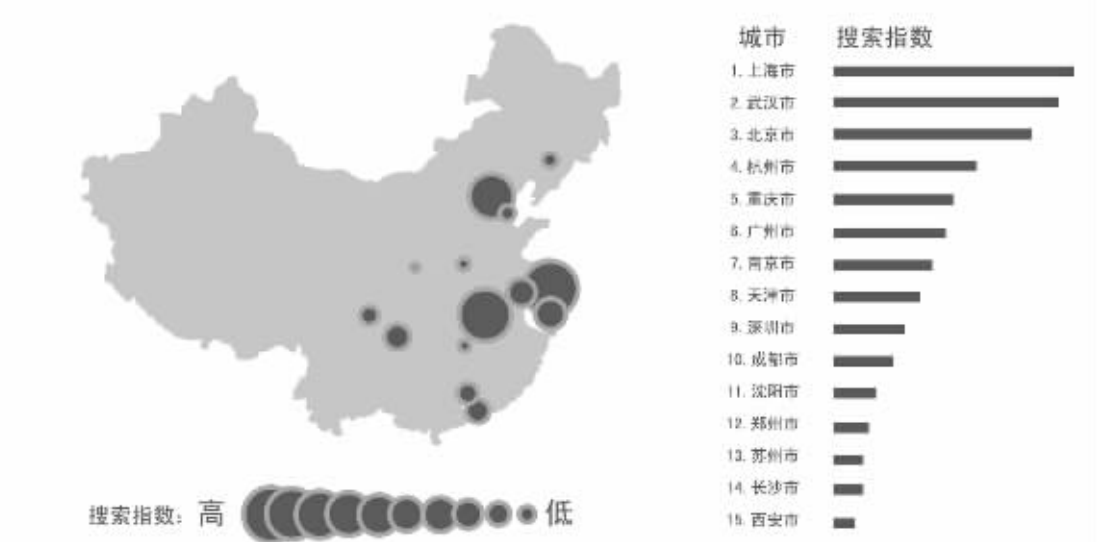 城市 搜索指数
1. 上海市
2. 武汉市
3. 北京市
4. 杭州市
5. 重庆市
6. 广州市
7. 南京市
8. 天津市
9. 深圳市
10. 成都市
11. 沈阳市
12. 郑州市
13. 苏州市
14. 长沙市
15. 西安市
搜索指数: 高 低